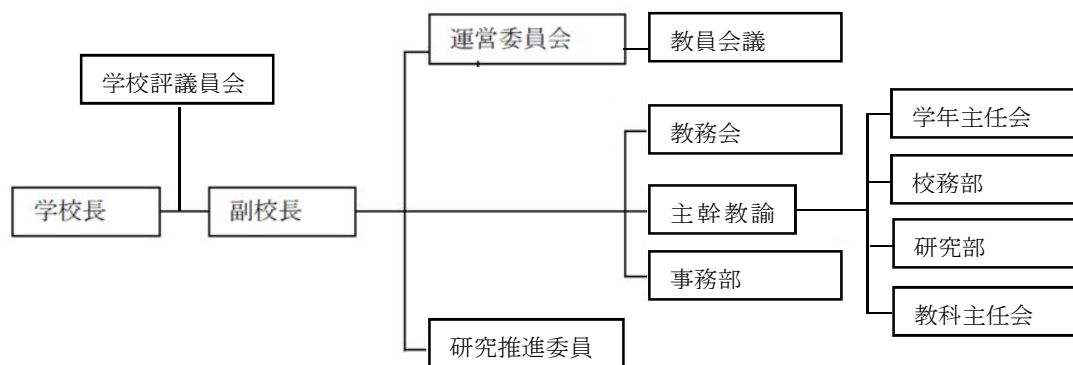 運営委員会
教員会議
学校評議員会
学年主任会
教務会
校務部
学校長
副校長
主幹教諭
研究部
事務部
教科主任会
研究推進委員